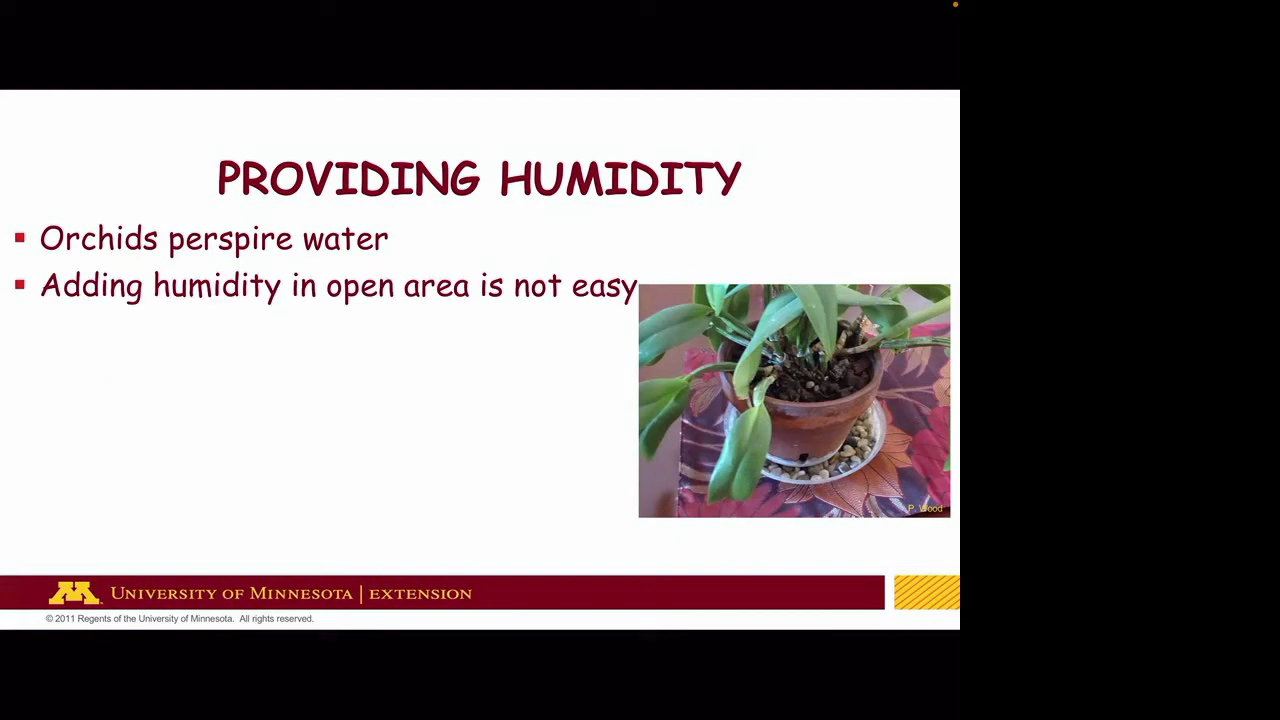 PROVIDING HUMIDITY
Orchids perspire water
Adding humidity in open area is not easy
P. Wood
UNIVERSITY OF MINNESOTA | EXTENSION
© 2011 Regents of the University of Minnesota. All rights reserved.